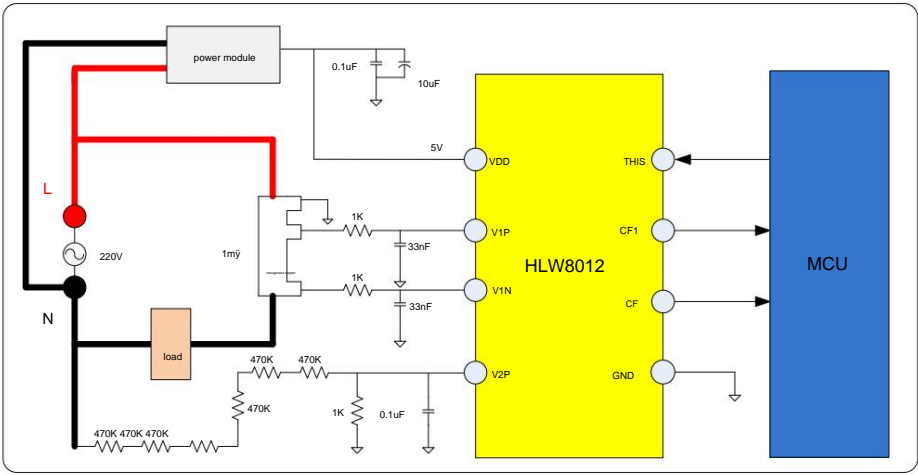 power module
0.1uF
10uF
5V
VDD
THIS
L
1K
V1P
CF1
33nF
220V
1mÿ
HLW8012
MCU
1K
V1N
CF
33nF
N
load
470K
470K
V2P
GND
470K
1K
0.1uF
470K 470K 470K